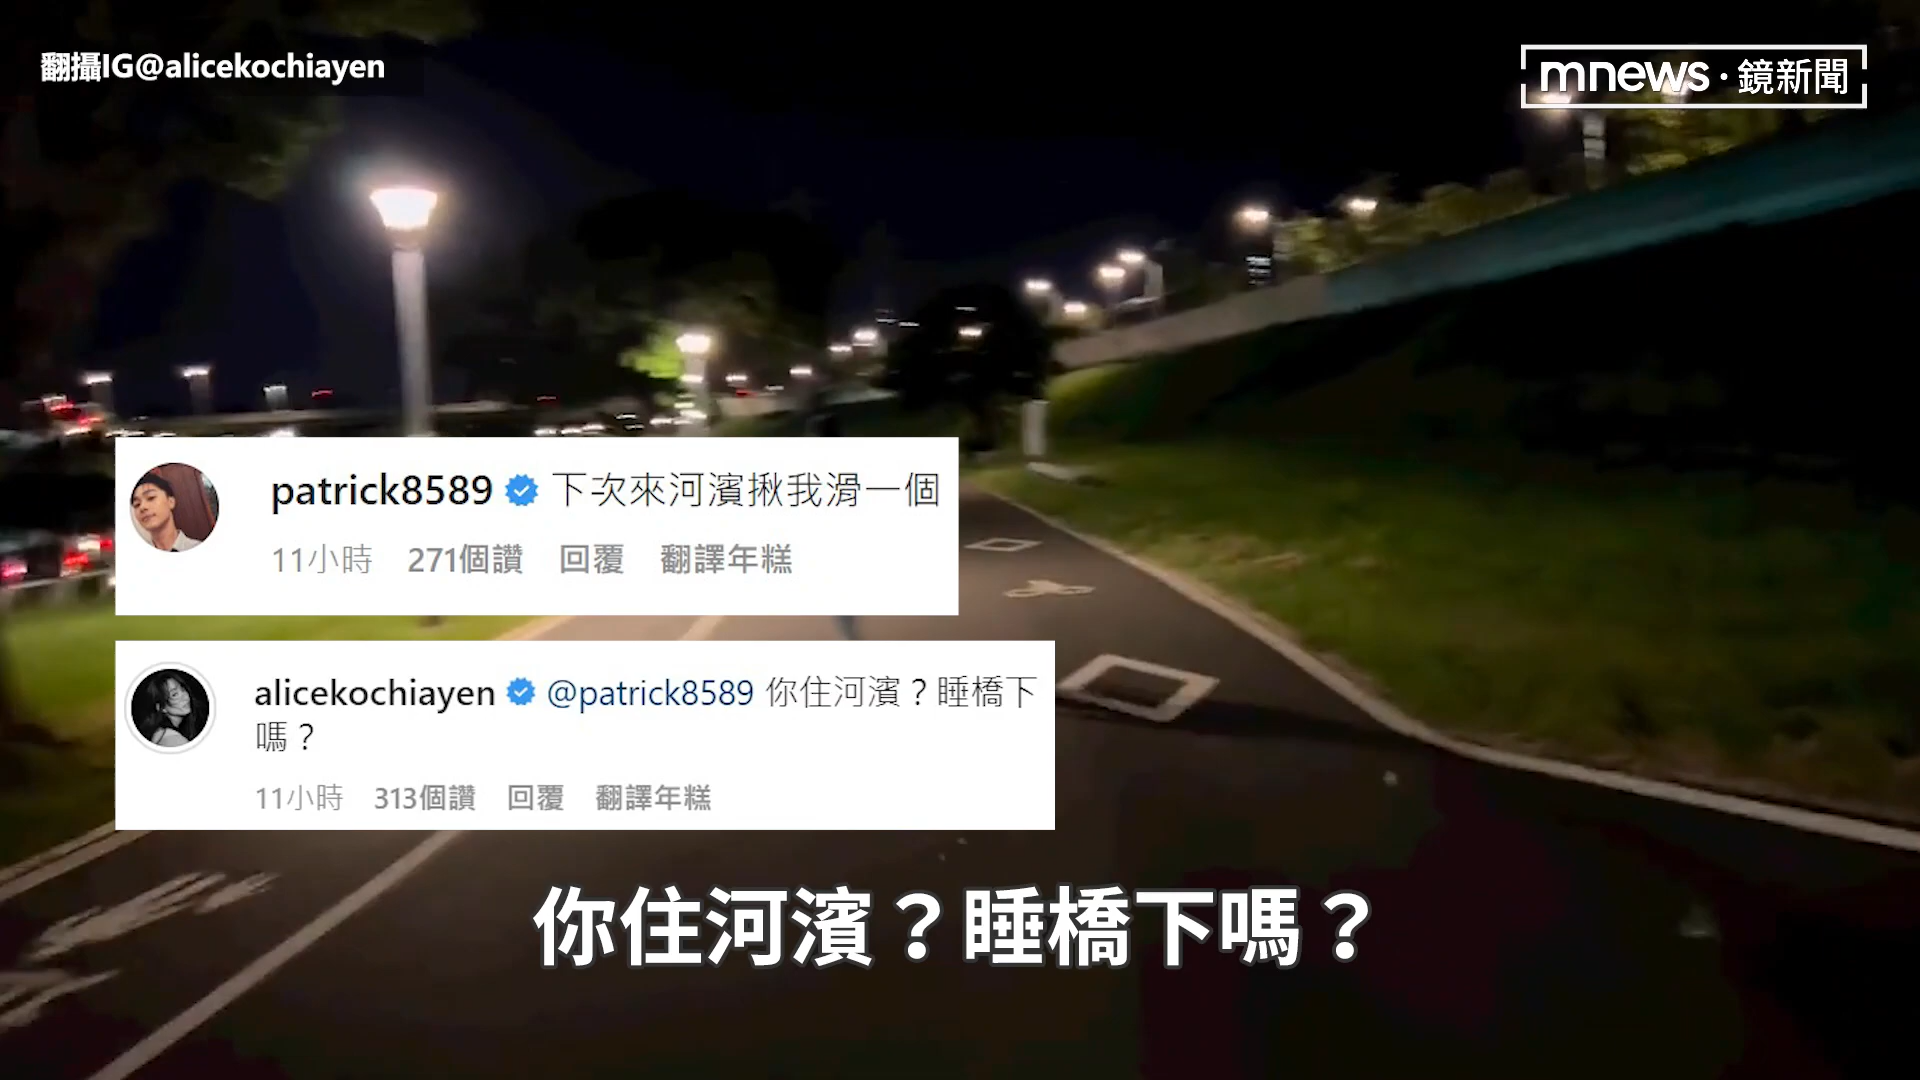 翻攝IG@alicekochiayen
mnews·鏡新聞
patrick8589 下次來河濱揪我滑一個
11小時 271個讚 回覆 翻譯年糕
alicekochiayen @patrick8589 你住河濱？睡橋下
嗎？
11小時 313個讚 回覆 翻譯年糕
你住河濱？睡橋下嗎？